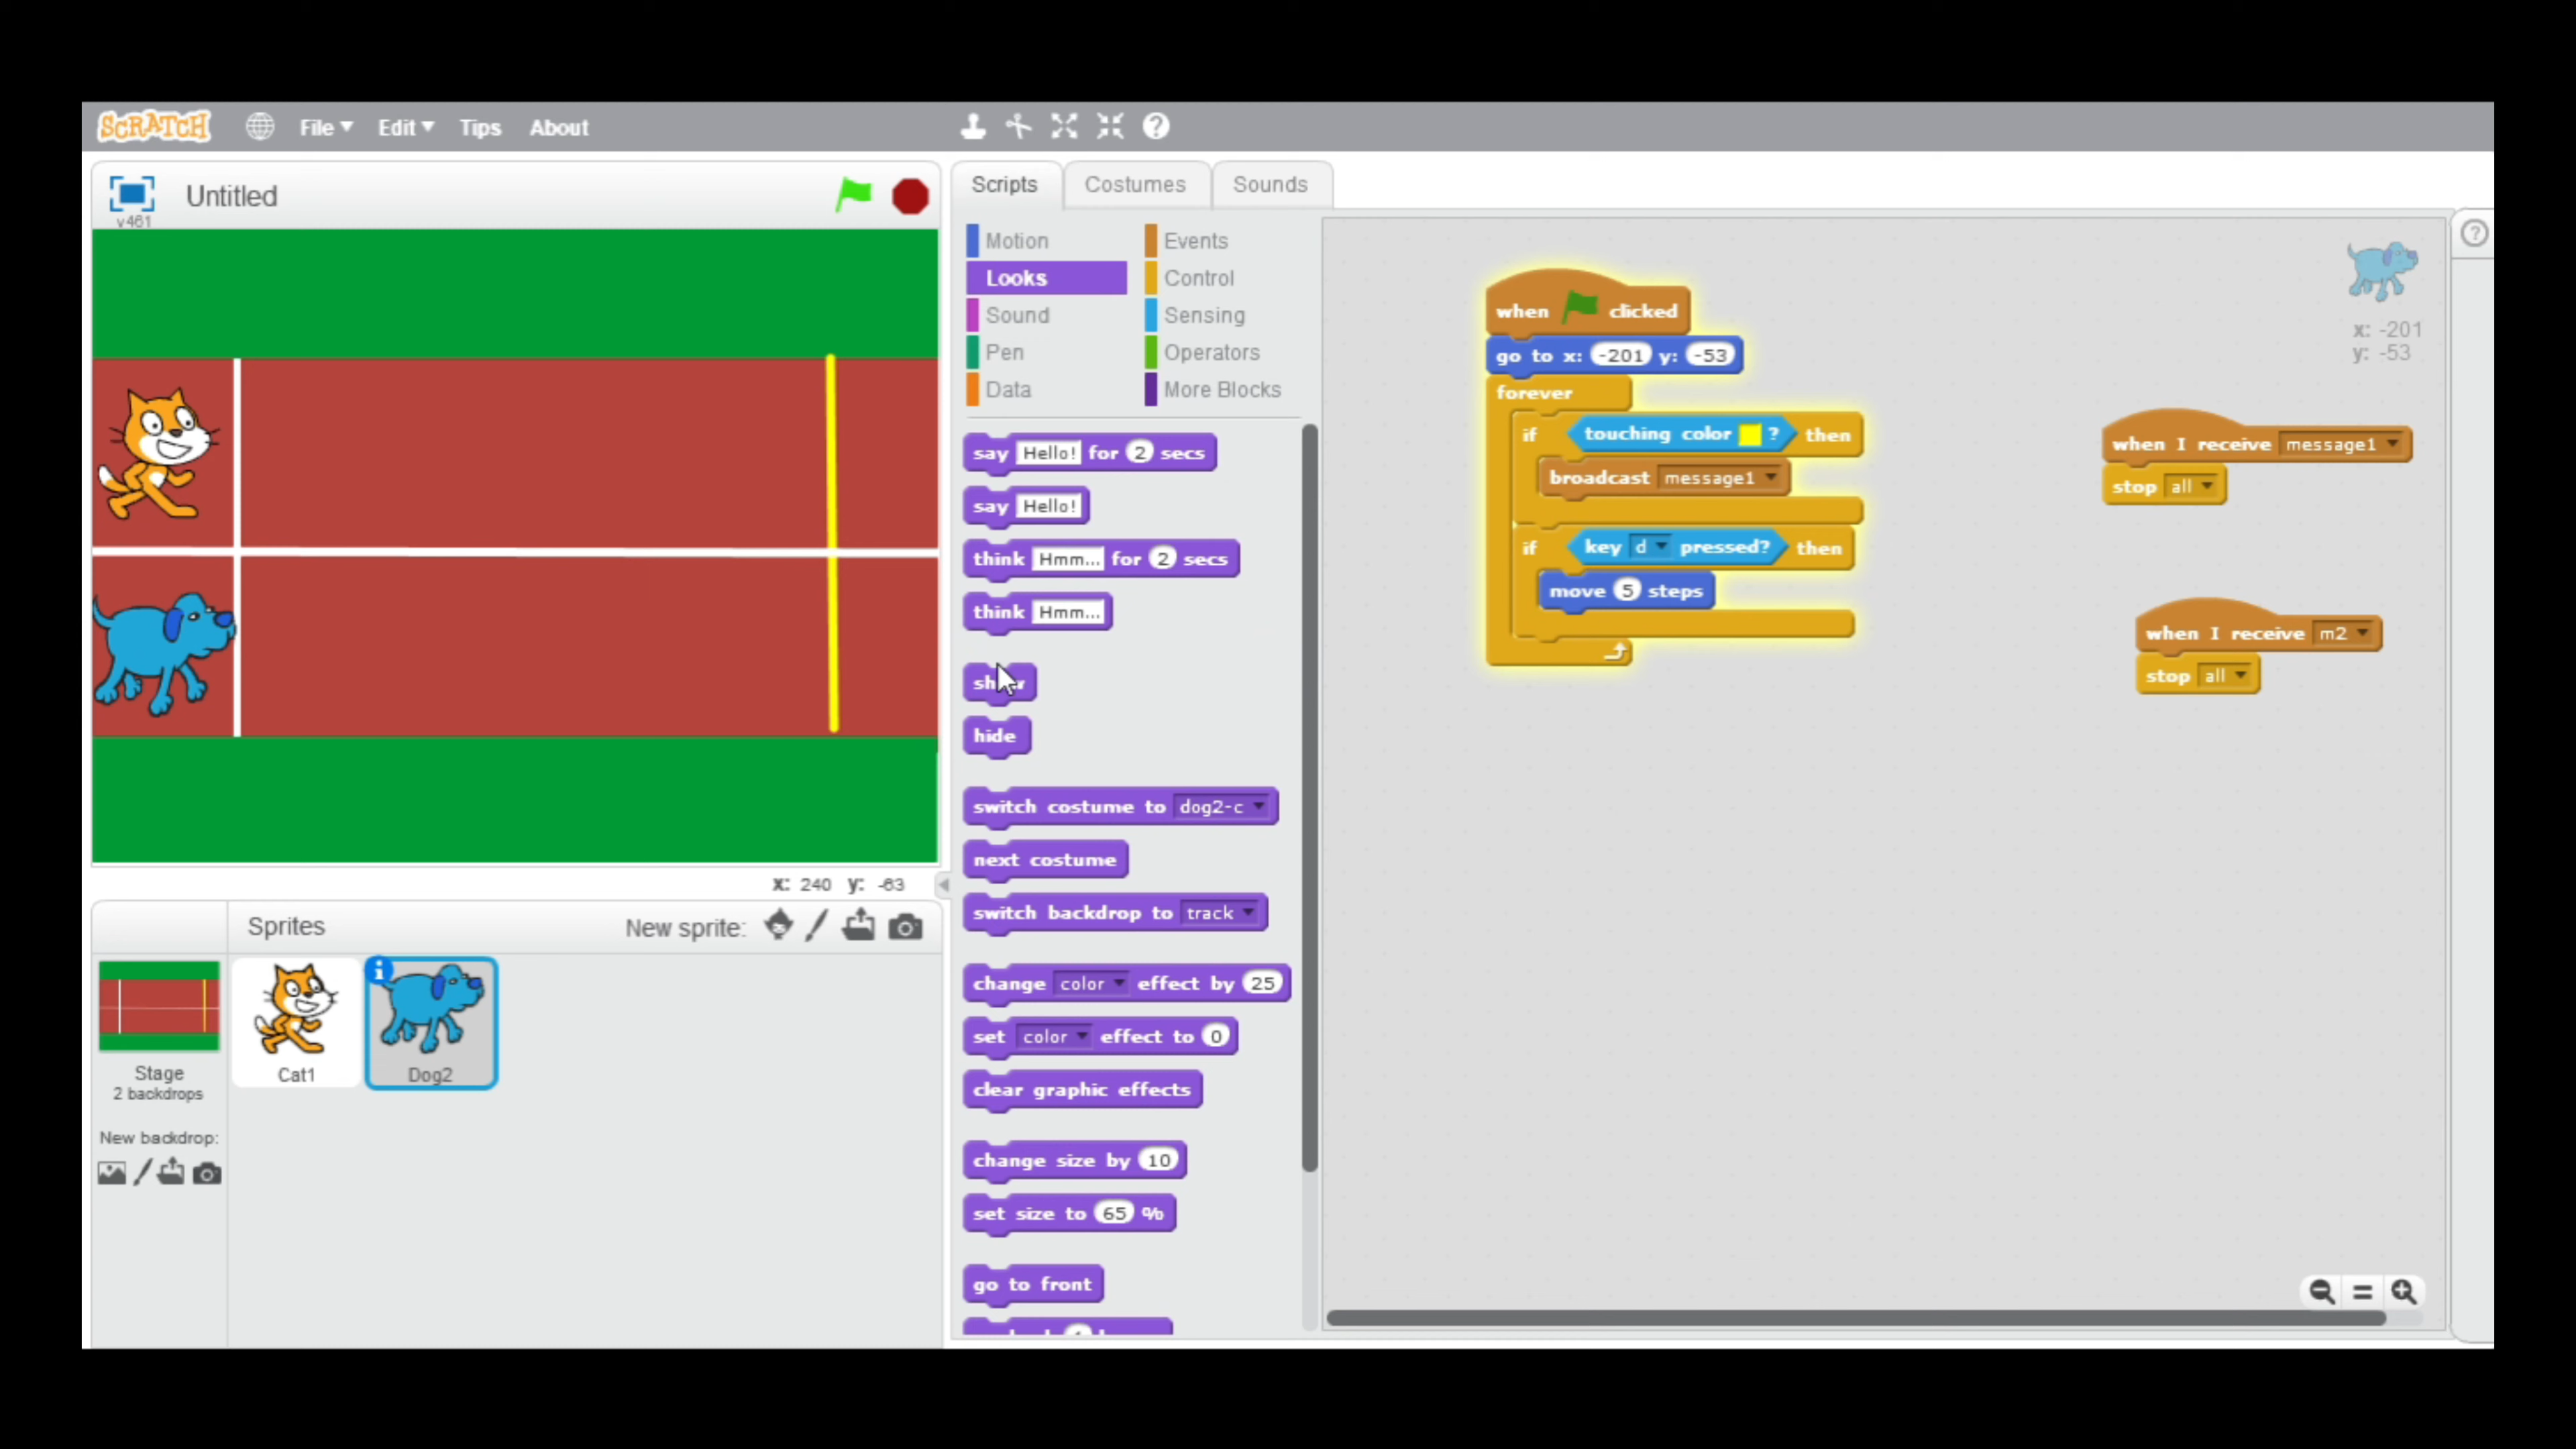 SCRATCH File Edit Tips About
v461 Untitled
x: 240 y: -63
Sprites New sprite:
Stage
2 backdrops
New backdrop:
Cat1
Dog2
Scripts Costumes Sounds
Motion Events
Looks Control
Sound Sensing
Pen Operators
Data More Blocks
say Hello! for 2 secs
say Hello!
think Hmm... for 2 secs
think Hmm...
hide
switch costume to dog2-c
next costume
switch backdrop to track
change color effect by 25
set color effect to 0
clear graphic effects
change size by 10
set size to 65 %
go to front
when clicked
go to x: -201 y: -53
forever
if touching color ? then
broadcast message1
if key d pressed? then
move 5 steps
when I receive message1
stop all
when I receive m2
stop all
x: -201
y: -53